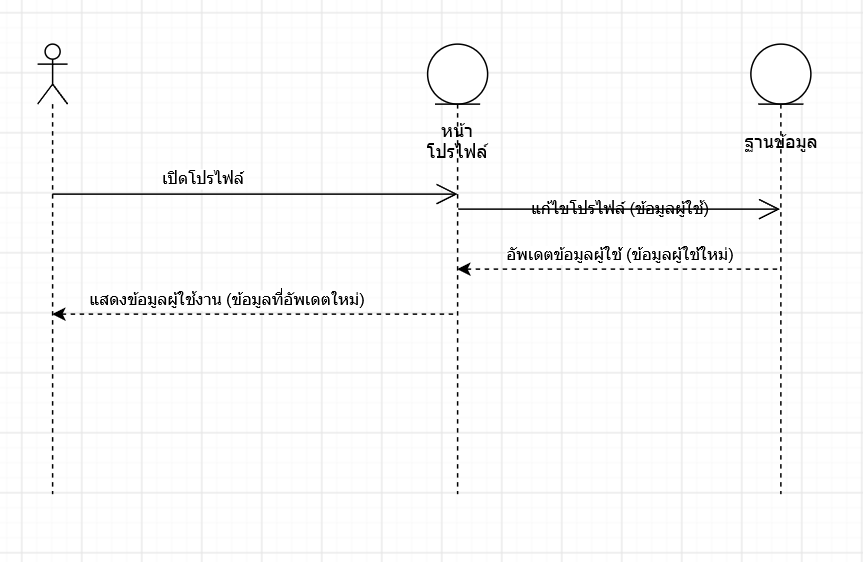 หน้า
โปรไฟล์
ฐานข้อมูล
เปิดโปรไฟล์
แก้ไขโปรไฟล์ (ข้อมูลผู้ใช้)
อัพเดตข้อมูลผู้ใช้ (ข้อมูลผู้ใช้ใหม่)
แสดงข้อมูลผู้ใช้งาน (ข้อมูลที่อัพเดตใหม่)